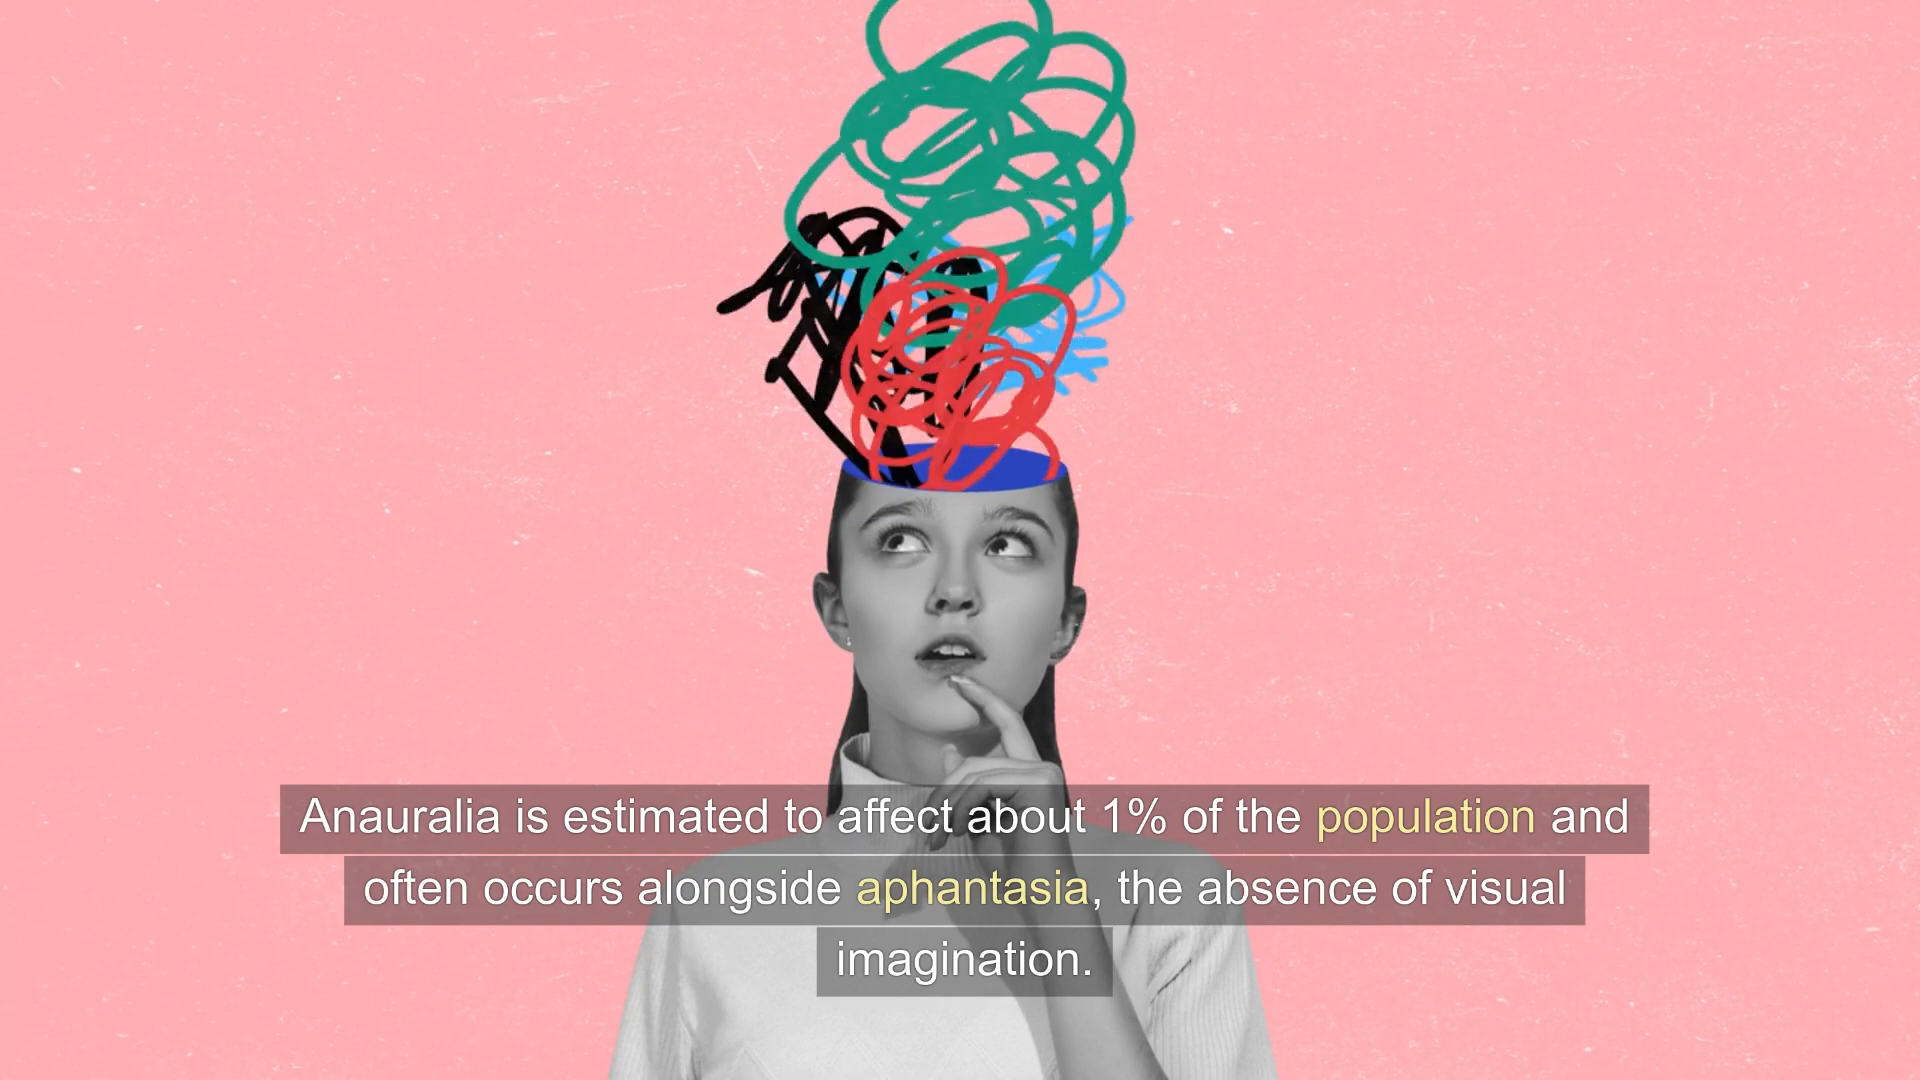 Anauralia is estimated to affect about 1% of the population and
often occurs alongside aphantasia, the absence of visual
imagination.